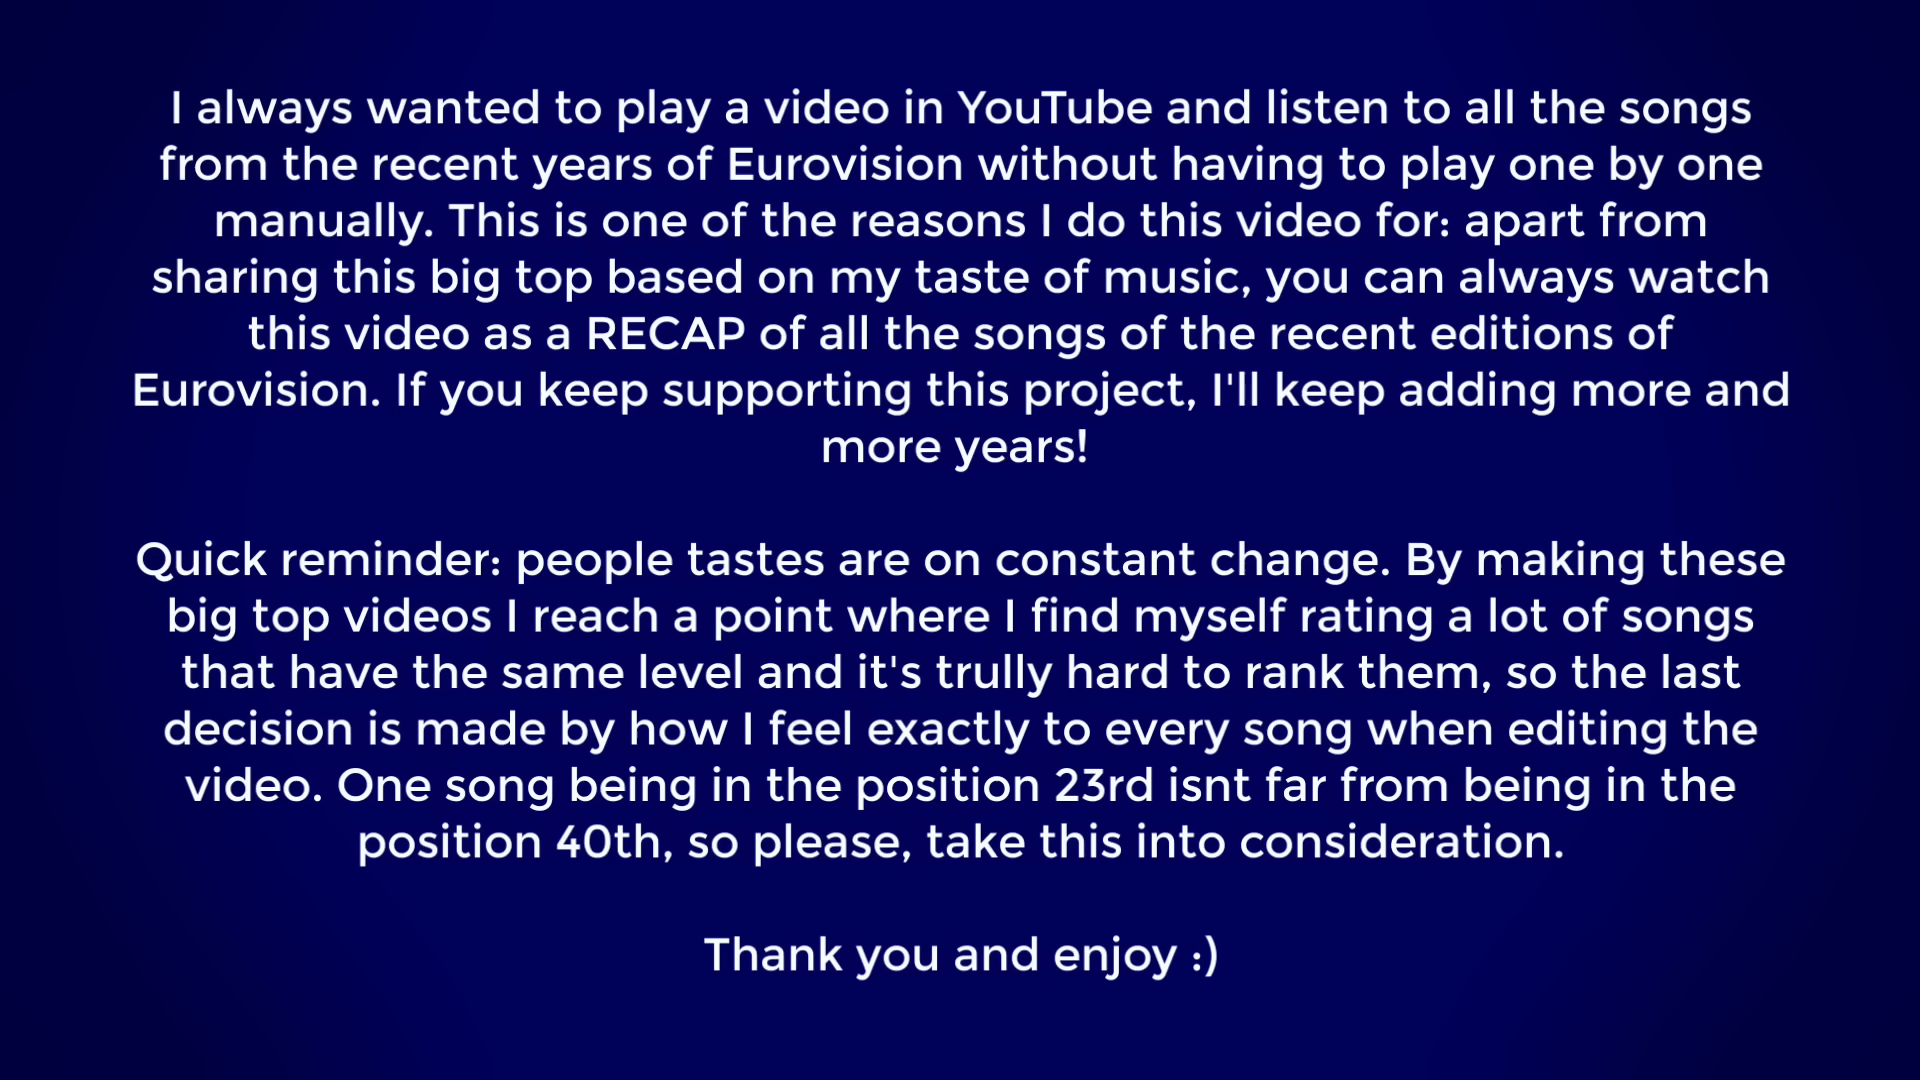 I always wanted to play a video in YouTube and listen to all the songs
from the recent years of Eurovision without having to play one by one
manually. This is one of the reasons I do this video for: apart from
sharing this big top based on my taste of music, you can always watch
this video as a RECAP of all the songs of the recent editions of
Eurovision. If you keep supporting this project, I'll keep adding more and
more years!
Quick reminder: people tastes are on constant change. By making these
big top videos I reach a point where I find myself rating a lot of songs
that have the same level and it's trully hard to rank them, so the last
decision is made by how I feel exactly to every song when editing the
video. One song being in the position 23rd isnt far from being in the
position 40th, so please, take this into consideration.
Thank you and enjoy :)